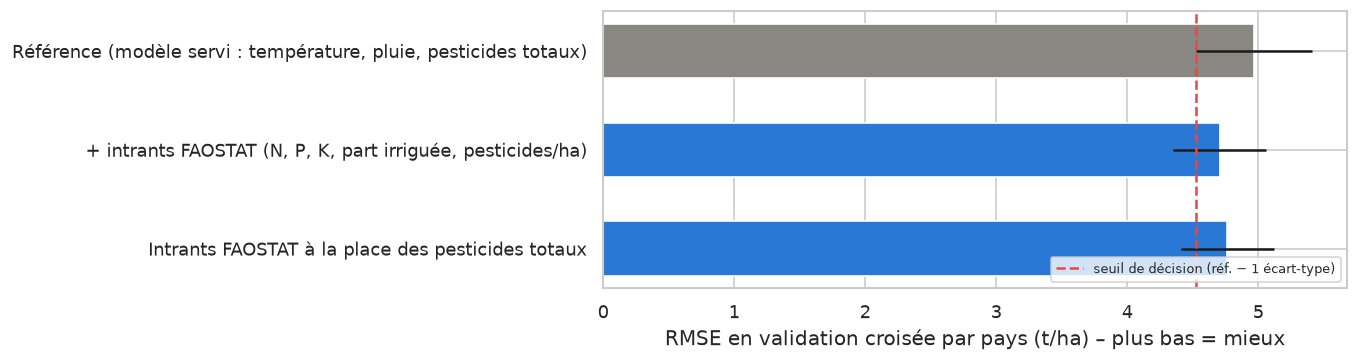 Référence (modèle servi : température, pluie, pesticides totaux)
+ intrants FAOSTAT (N, P, K, part irriguée, pesticides/ha)
Intrants FAOSTAT à la place des pesticides totaux
seuil de décision (réf. − 1 écart-type)
0 1 2 3 4 5
RMSE en validation croisée par pays (t/ha) – plus bas = mieux